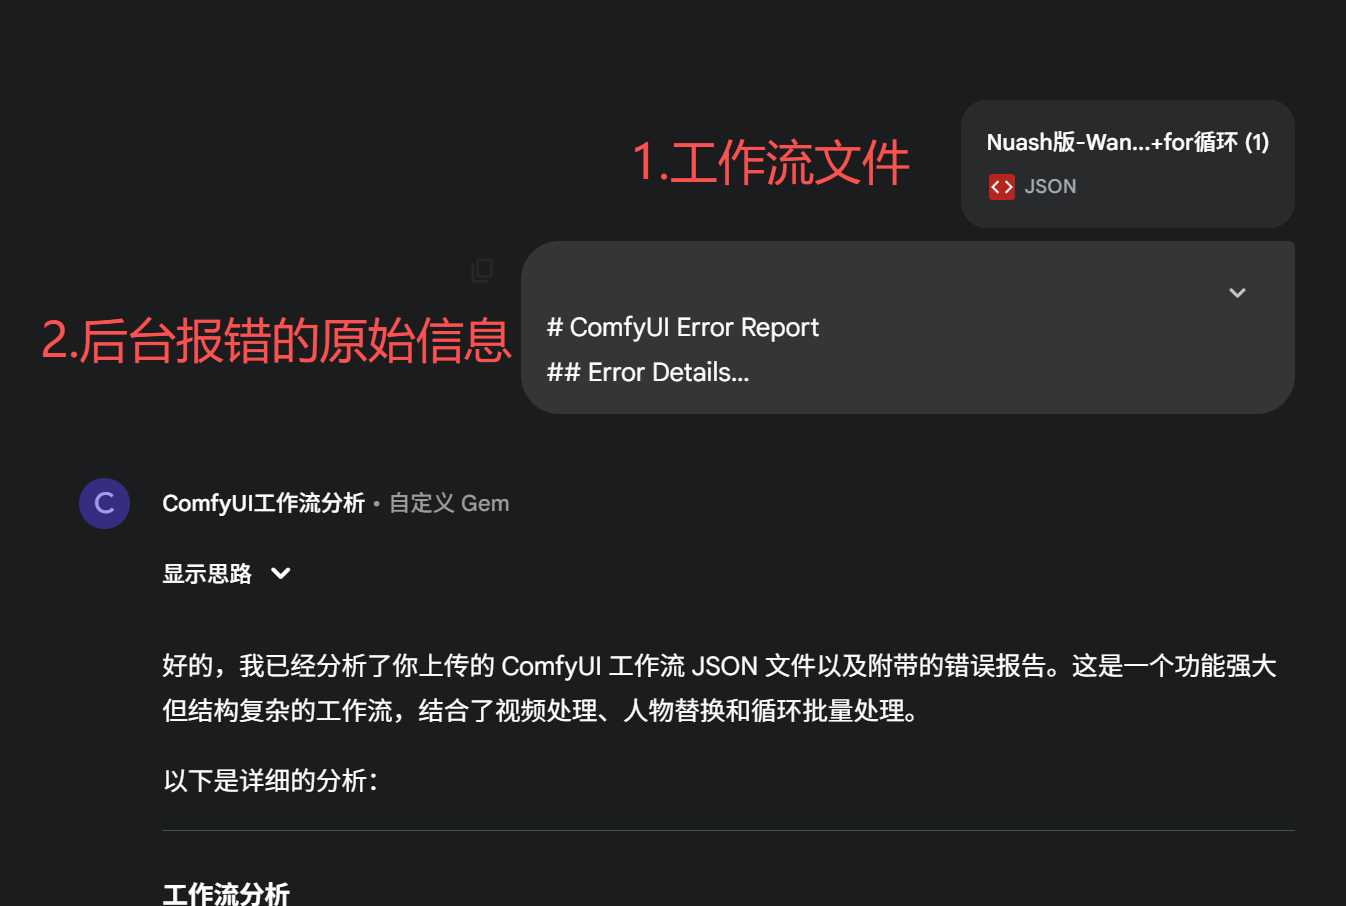 1.工作流文件
Nuash版-Wan...+for循环 (1)
JSON
2.后台报错的原始信息
# ComfyUI Error Report
## Error Details...
C
ComfyUI工作流分析 • 自定义 Gem
显示思路
好的，我已经分析了你上传的 ComfyUI 工作流 JSON 文件以及附带的错误报告。这是一个功能强大
但结构复杂的工作流，结合了视频处理、人物替换和循环批量处理。
以下是详细的分析：
工作流分析